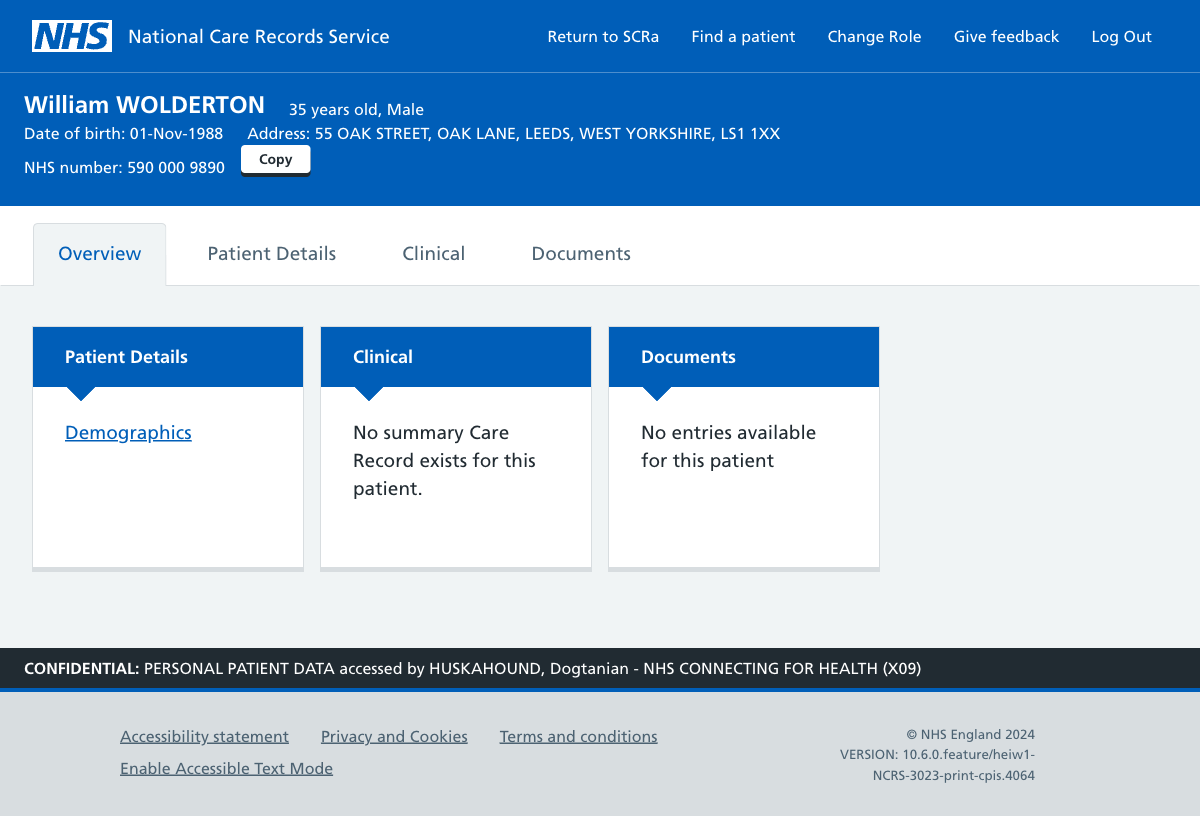 NHS National Care Records Service Return to SCRa Find a patient Change Role Give feedback Log Out
William WOLDERTON 35 years old, Male
Date of birth: 01-Nov-1988 Address: 55 OAK STREET, OAK LANE, LEEDS, WEST YORKSHIRE, LS1 1XX
NHS number: 590 000 9890 Copy
Overview Patient Details Clinical Documents
Patient Details
Demographics
Clinical
No summary Care
Record exists for this
patient.
Documents
No entries available
for this patient
CONFIDENTIAL: PERSONAL PATIENT DATA accessed by HUSKAHOUND, Dogtanian - NHS CONNECTING FOR HEALTH (X09)
Accessibility statement Privacy and Cookies Terms and conditions
Enable Accessible Text Mode
© NHS England 2024
VERSION: 10.6.0.feature/heiw1-
NCRS-3023-print-cpis.4064